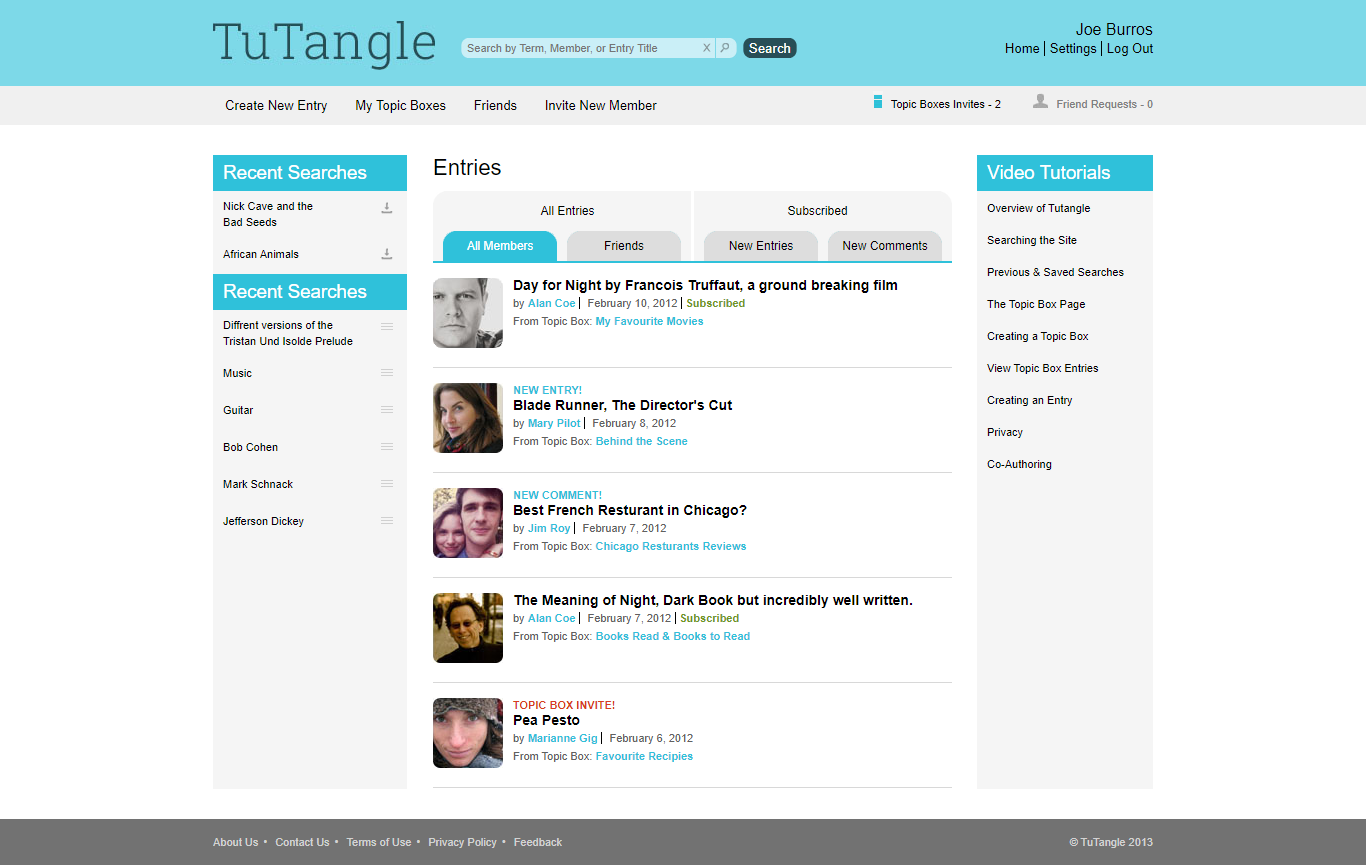 TuTangle
Search by Term, Member, or Entry Title X
Search
Joe Burros
Home | Settings | Log Out
Create New Entry
My Topic Boxes
Friends
Invite New Member
Topic Boxes Invites - 2
Friend Requests - 0
Recent Searches
Nick Cave and the
Bad Seeds
African Animals
Recent Searches
Diffrent versions of the
Tristan Und Isolde Prelude
Music
Guitar
Bob Cohen
Mark Schnack
Jefferson Dickey
Entries
All Entries
Subscribed
All Members
Friends
New Entries
New Comments
Day for Night by Francois Truffaut, a ground breaking film
by Alan Coe | February 10, 2012 | Subscribed
From Topic Box: My Favourite Movies
NEW ENTRY!
Blade Runner, The Director's Cut
by Mary Pilot | February 8, 2012
From Topic Box: Behind the Scene
NEW COMMENT!
Best French Resturant in Chicago?
by Jim Roy | February 7, 2012
From Topic Box: Chicago Resturants Reviews
The Meaning of Night, Dark Book but incredibly well written.
by Alan Coe | February 7, 2012 | Subscribed
From Topic Box: Books Read & Books to Read
TOPIC BOX INVITE!
Pea Pesto
by Marianne Gig | February 6, 2012
From Topic Box: Favourite Recipies
Video Tutorials
Overview of Tutangle
Searching the Site
Previous & Saved Searches
The Topic Box Page
Creating a Topic Box
View Topic Box Entries
Creating an Entry
Privacy
Co-Authoring
About Us • Contact Us • Terms of Use • Privacy Policy • Feedback
© TuTangle 2013